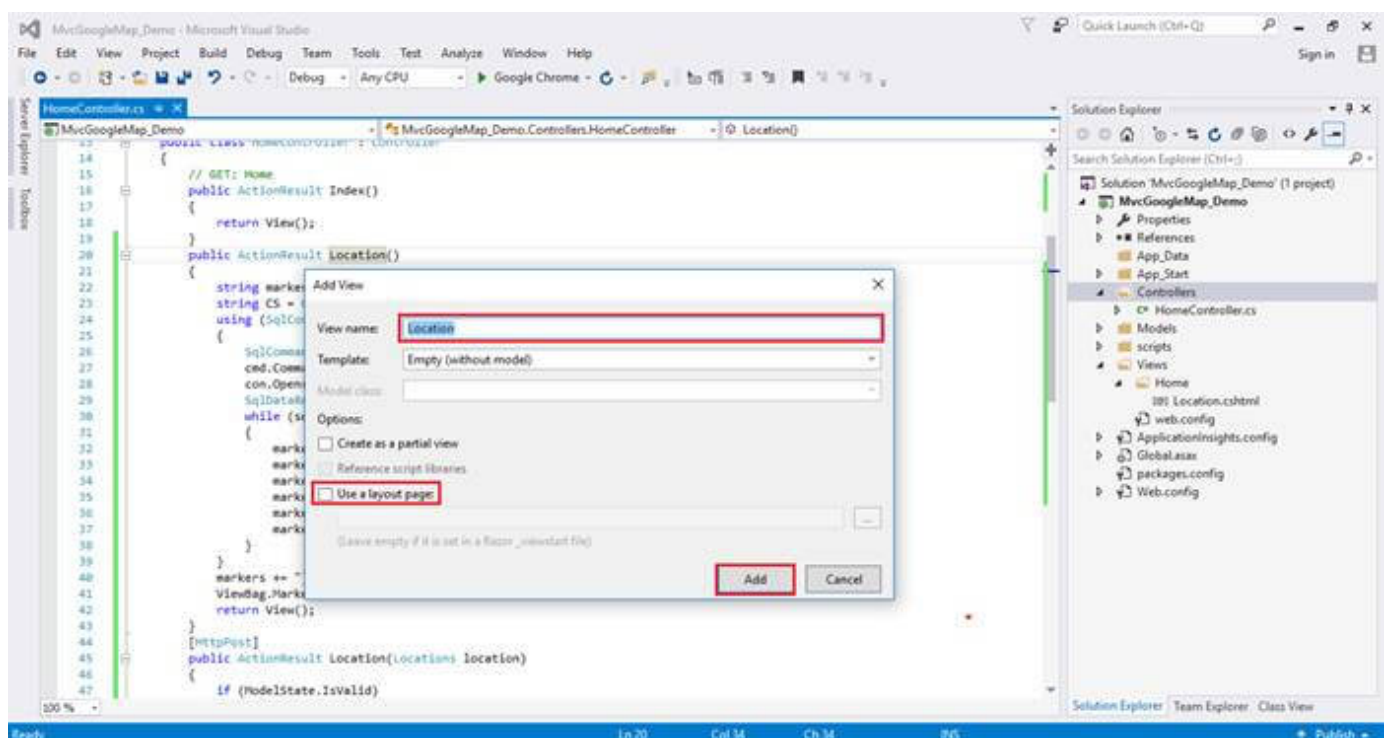 MvcGoogleMap_Demo - Microsoft Visual Studio
Quick Launch (Ctrl+Q)
File Edit View Project Build Debug Team Tools Test Analyze Window Help
Sign in
Debug Any CPU Google Chrome
Server Explorer
Toolbox
HomeController.cs
MvcGoogleMap_Demo
MvcGoogleMap_Demo.Controllers.HomeController
Location()
13 public class HomeController : Controller
14 {
15 // GET: Home
16 public ActionResult Index()
17 {
18 return View();
19 }
20 public ActionResult Location()
21 {
22 string marke
23 string CS =
24 using (SqlCo
25 {
26 SqlComman
27 cmd.Comm
28 con.Open
29 SqlDataRe
30 while (s
31 {
32 mark
33 mark
34 mark
35 mark
36 mark
37 mark
38 }
39 }
40 markers += "
41 ViewBag.Mark
42 return View();
43 }
44 [HttpPost]
45 public ActionResult Location(Locations location)
46 {
47 if (ModelState.IsValid)
100 %
Add View
View name: Location
Template: Empty (without model)
Model class:
Options:
Create as a partial view
Reference script libraries
Use a layout page:
...
(Leave empty if it is set in a Razor _viewstart file)
Add Cancel
Solution Explorer
Search Solution Explorer (Ctrl+;)
Solution 'MvcGoogleMap_Demo' (1 project)
MvcGoogleMap_Demo
Properties
References
App_Data
App_Start
Controllers
C# HomeController.cs
Models
scripts
Views
Home
Location.cshtml
web.config
ApplicationInsights.config
Global.asax
packages.config
Web.config
Solution Explorer Team Explorer Class View
Ready Ln 20 Col 34 Ch 34 INS Publish